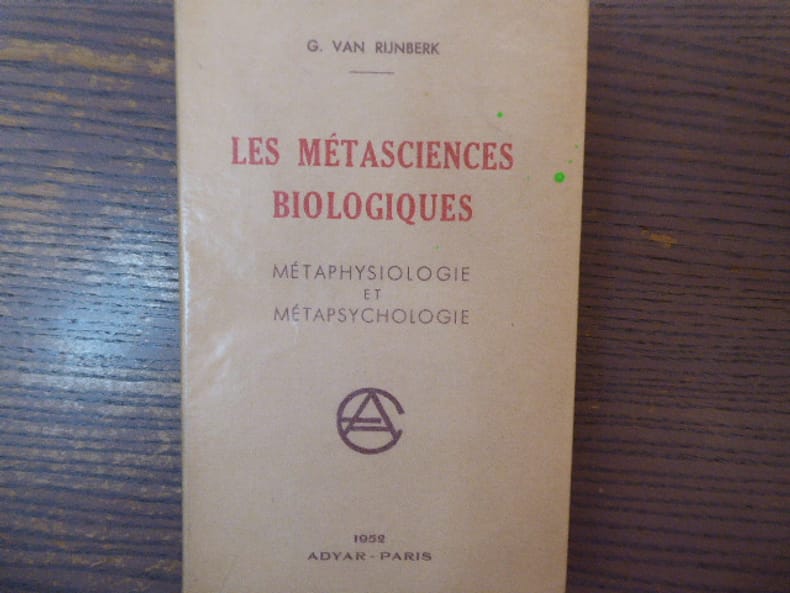 G. VAN RIJNBERK
LES MÉTASCIENCES
BIOLOGIQUES
MÉTAPHYSIOLOGIE
ET
MÉTAPSYCHOLOGIE
1952
ADYAR - PARIS